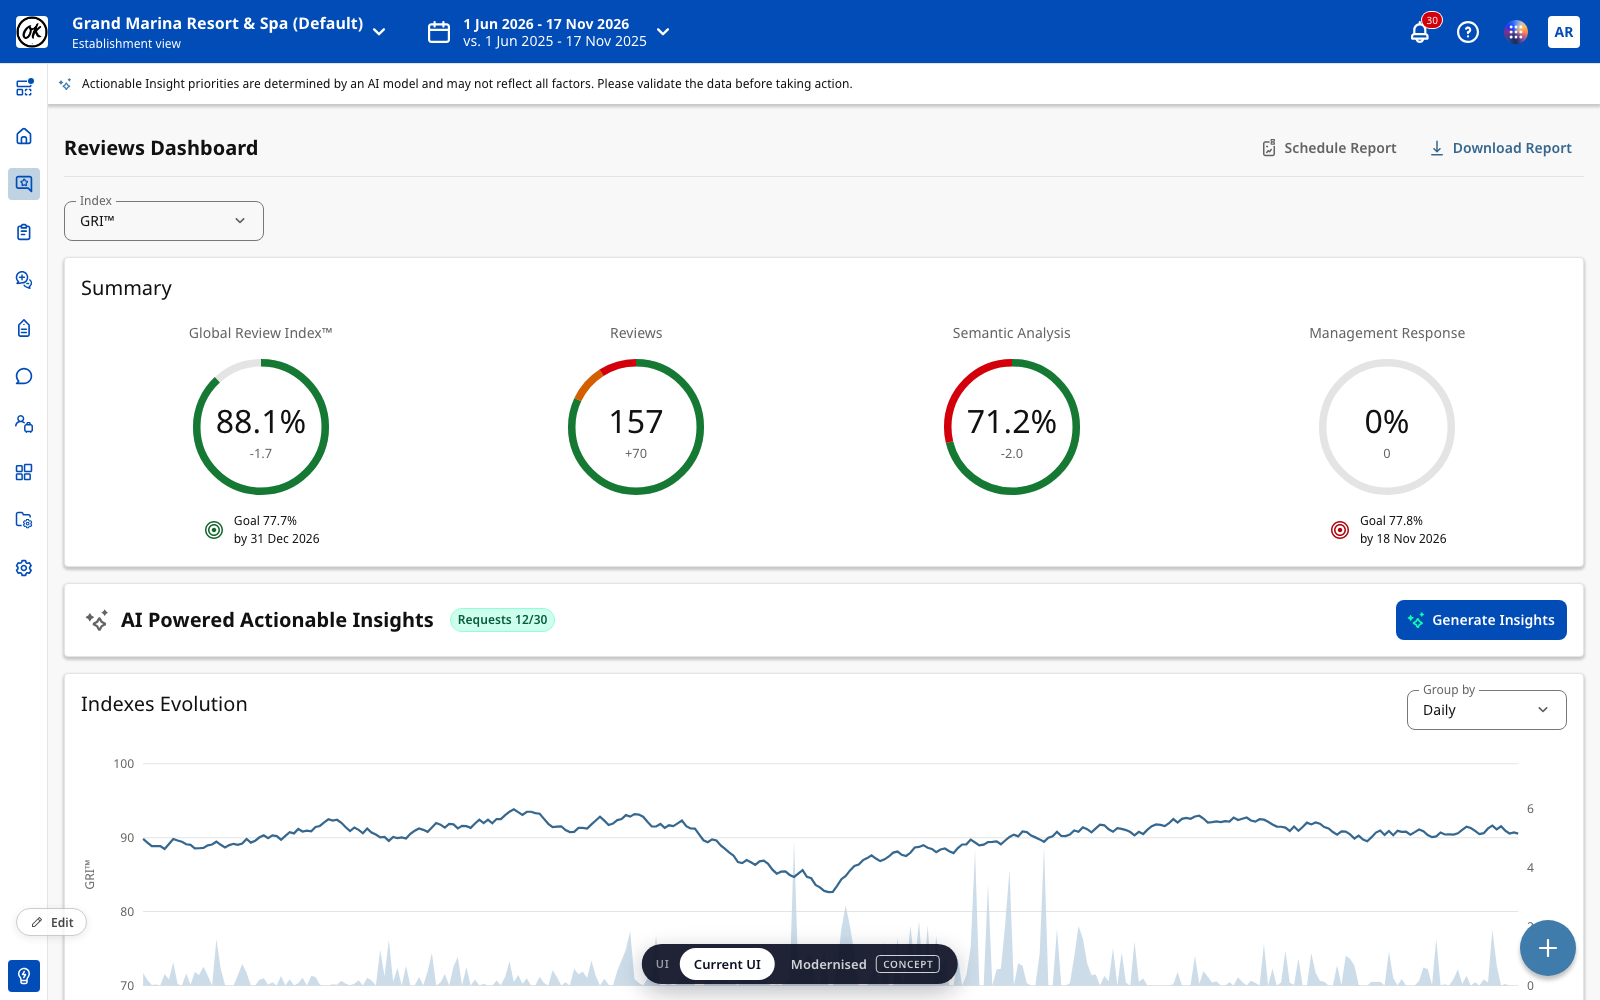 OK
Grand Marina Resort & Spa (Default)
Establishment view
1 Jun 2026 - 17 Nov 2026
vs. 1 Jun 2025 - 17 Nov 2025
30
AR
Actionable Insight priorities are determined by an AI model and may not reflect all factors. Please validate the data before taking action.
Reviews Dashboard
Schedule Report
Download Report
Index
GRI™
Summary
Global Review Index™
88.1%
-1.7
Goal 77.7%
by 31 Dec 2026
Reviews
157
+70
Semantic Analysis
71.2%
-2.0
Management Response
0%
0
Goal 77.8%
by 18 Nov 2026
AI Powered Actionable Insights
Requests 12/30
Generate Insights
Indexes Evolution
Group by
Daily
100
90
80
70
GRI™
6
4
2
0
Edit
UI
Current UI
Modernised
CONCEPT